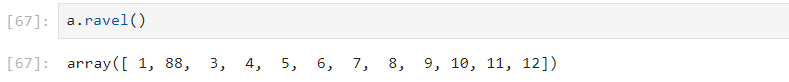 [67]: a.ravel()
[67]: array([ 1, 88,  3,  4,  5,  6,  7,  8,  9, 10, 11, 12])